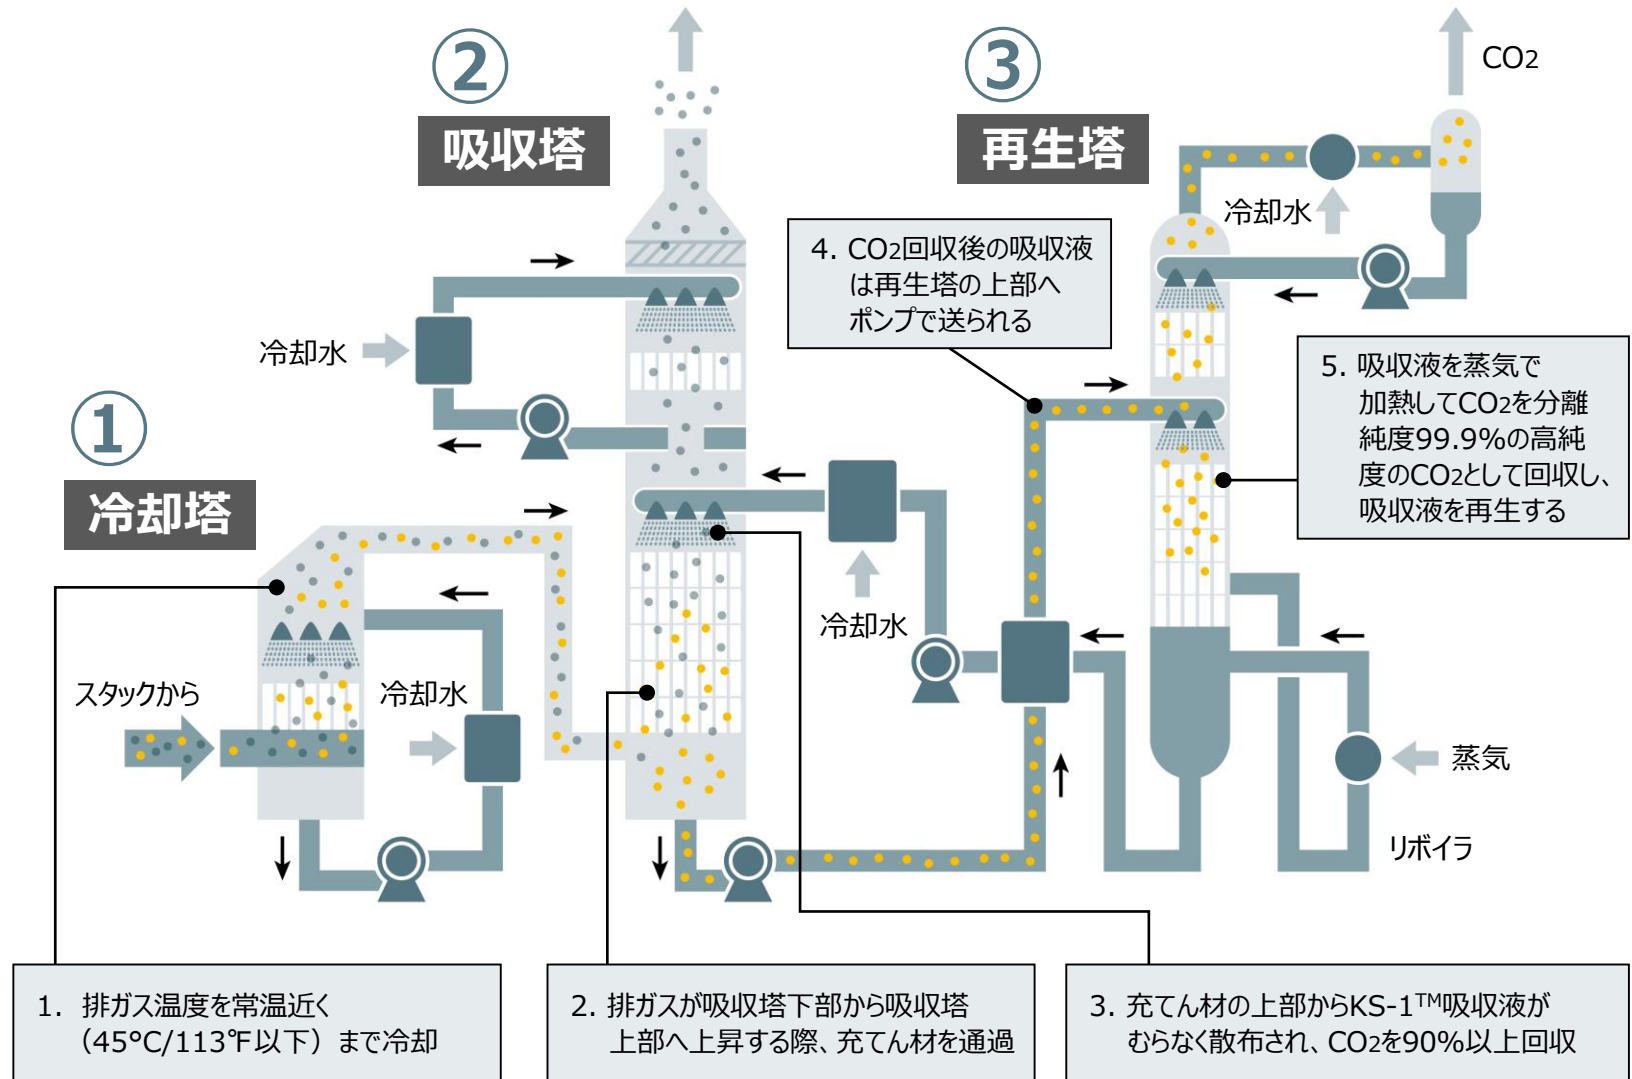 ①
冷却塔
②
吸収塔
③
再生塔
CO2
冷却水
4. CO2回収後の吸収液
は再生塔の上部へ
ポンプで送られる
冷却水
5. 吸収液を蒸気で
加熱してCO2を分離
純度99.9%の高純
度のCO2として回収し、
吸収液を再生する
冷却水
スタックから
冷却水
蒸気
リボイラ
1. 排ガス温度を常温近く
（45°C/113℉以下）まで冷却
2. 排ガスが吸収塔下部から吸収塔
上部へ上昇する際、充てん材を通過
3. 充てん材の上部からKS-1™吸収液が
むらなく散布され、CO2を90%以上回収